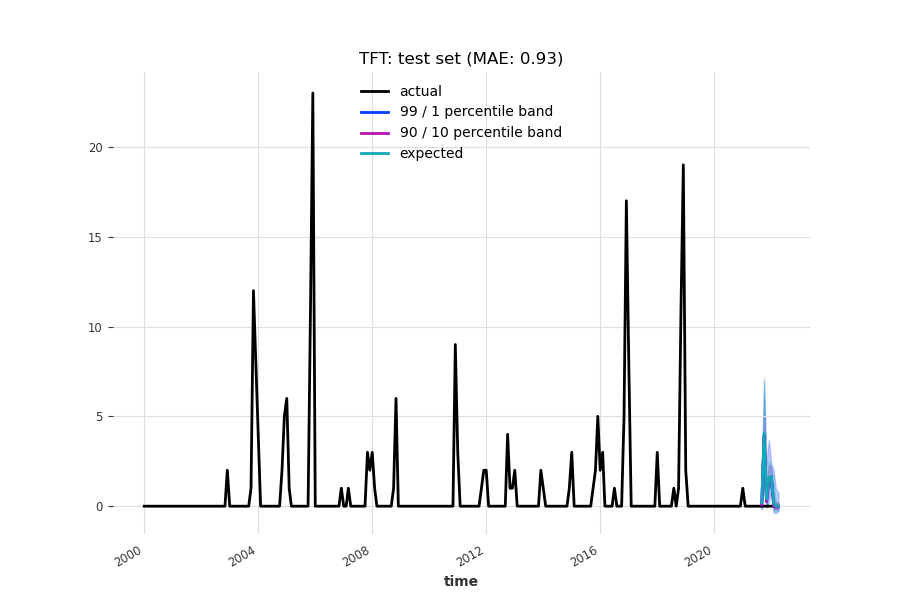 TFT: test set (MAE: 0.93)
actual
99 / 1 percentile band
90 / 10 percentile band
expected
20
15
10
5
0
2000
2004
2008
2012
2016
2020
time